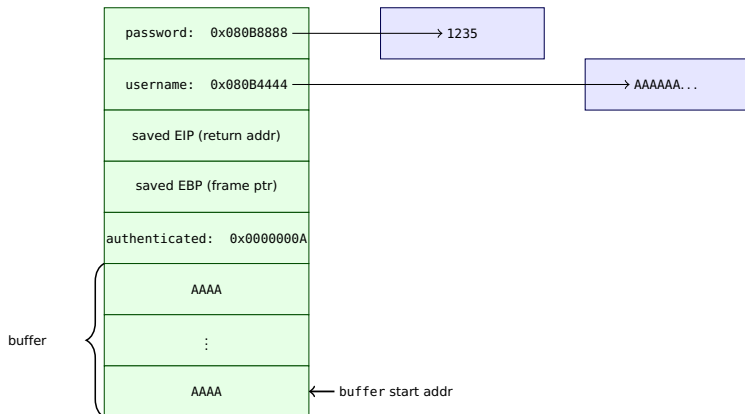 password: 0x080B8888
1235
username: 0x080B4444
AAAAAA...
saved EIP (return addr)
saved EBP (frame ptr)
authenticated: 0x0000000A
AAAA
buffer
⋮
AAAA
buffer start addr